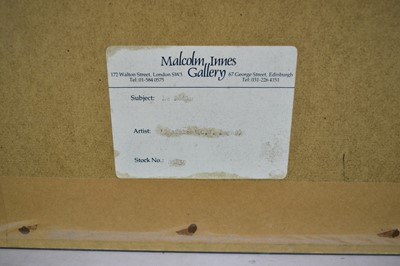 Malcolm Innes
Gallery
172 Walton Street, London SW3
Tel: 01-584 0575
67 George Street, Edinburgh
Tel: 031-226 4151
Subject:
Artist:
Stock No.: